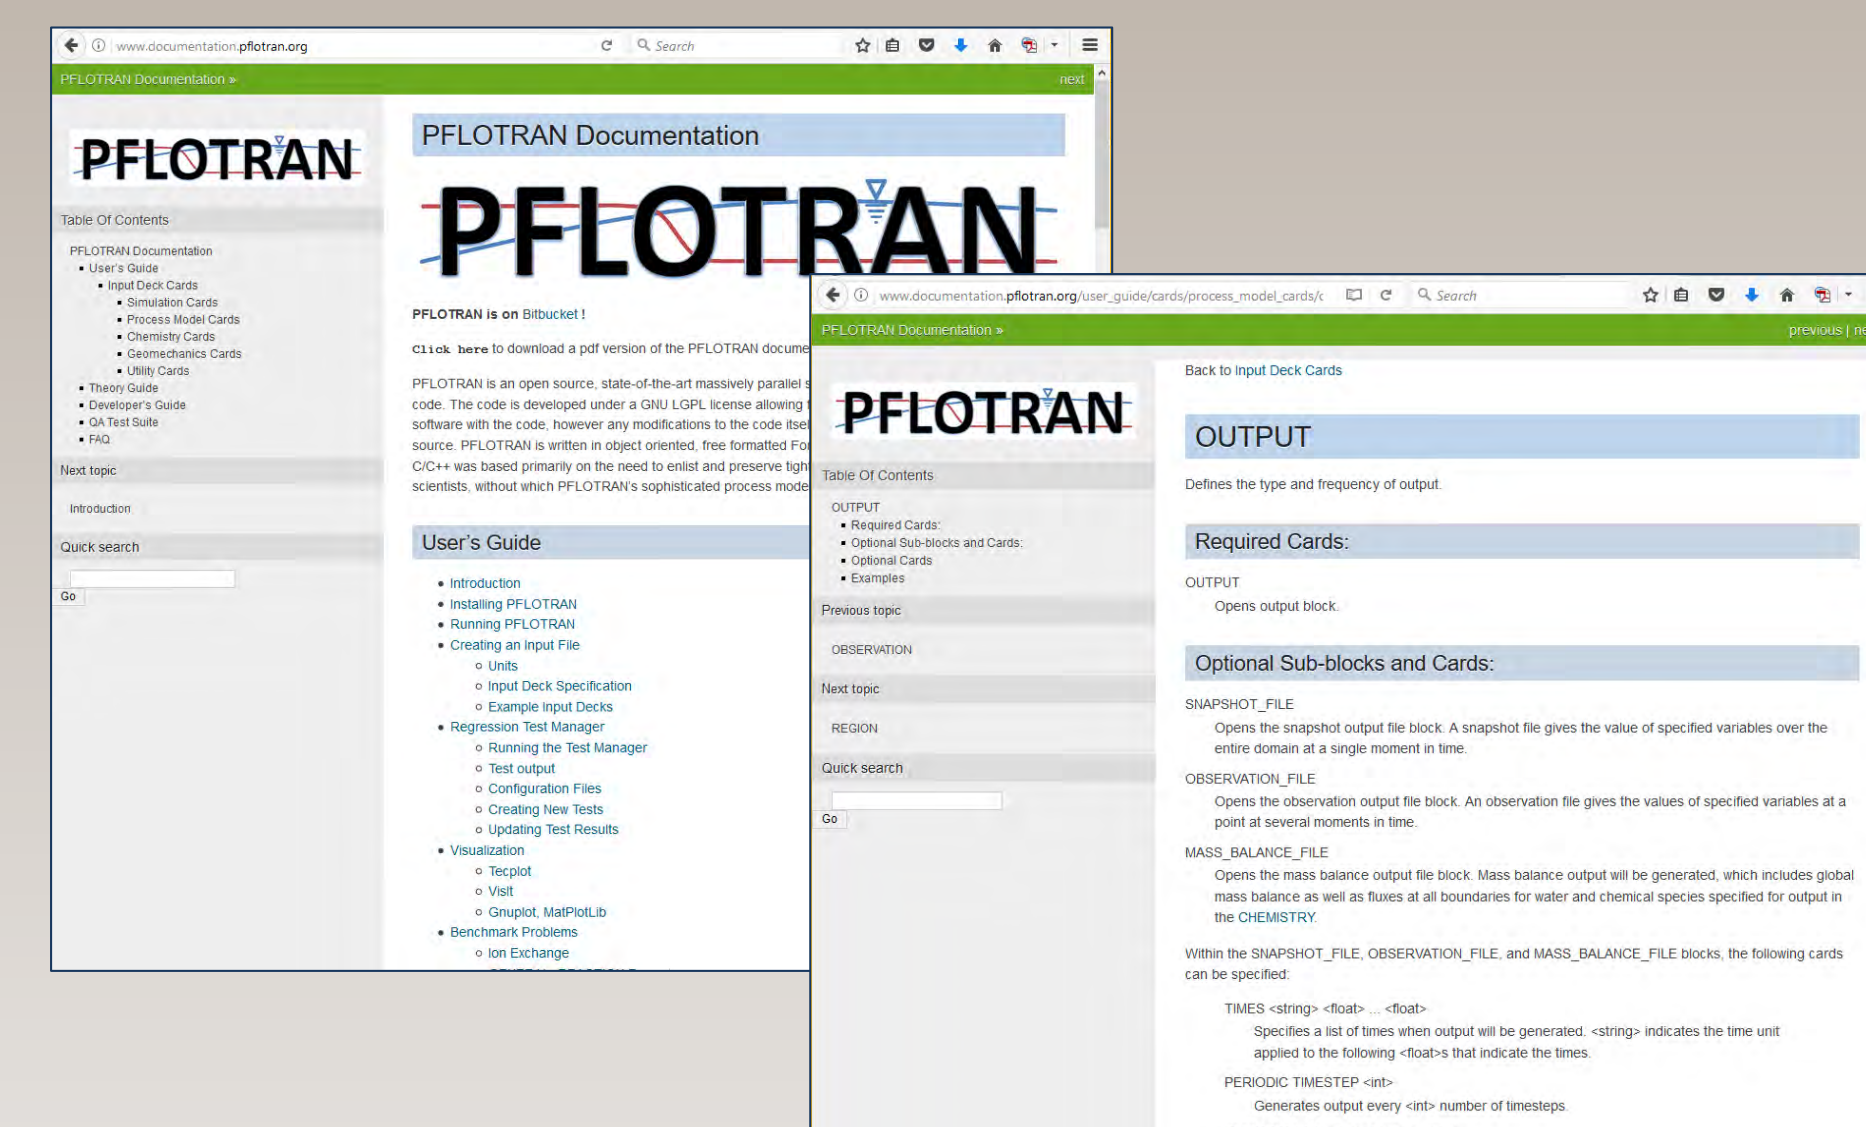 www.documentation.pflotran.org
Search
PFLOTRAN Documentation »
next
PFLOTRAN
Table Of Contents
PFLOTRAN Documentation
User's Guide
Input Deck Cards
Simulation Cards
Process Model Cards
Chemistry Cards
Geomechanics Cards
Utility Cards
Theory Guide
Developer's Guide
QA Test Suite
FAQ
Next topic
Introduction
Quick search
Go
PFLOTRAN Documentation
PFLOTRAN
PFLOTRAN is on Bitbucket !
Click here to download a pdf version of the PFLOTRAN docume
PFLOTRAN is an open source, state-of-the-art massively parallel s
code. The code is developed under a GNU LGPL license allowing
software with the code, however any modifications to the code itsel
source. PFLOTRAN is written in object oriented, free formatted For
C/C++ was based primarily on the need to enlist and preserve tigh
scientists, without which PFLOTRAN's sophisticated process mode
User's Guide
Introduction
Installing PFLOTRAN
Running PFLOTRAN
Creating an Input File
Units
Input Deck Specification
Example Input Decks
Regression Test Manager
Running the Test Manager
Test output
Configuration Files
Creating New Tests
Updating Test Results
Visualization
Tecplot
VisIt
Gnuplot, MatPlotLib
Benchmark Problems
Ion Exchange
www.documentation.pflotran.org/user_guide/cards/process_model_cards/c
Search
PFLOTRAN Documentation »
previous | ne
PFLOTRAN
Table Of Contents
OUTPUT
Required Cards:
Optional Sub-blocks and Cards:
Optional Cards
Examples
Previous topic
OBSERVATION
Next topic
REGION
Quick search
Go
Back to Input Deck Cards
OUTPUT
Defines the type and frequency of output.
Required Cards:
OUTPUT
Opens output block.
Optional Sub-blocks and Cards:
SNAPSHOT_FILE
Opens the snapshot output file block. A snapshot file gives the value of specified variables over the
entire domain at a single moment in time.
OBSERVATION_FILE
Opens the observation output file block. An observation file gives the values of specified variables at a
point at several moments in time.
MASS_BALANCE_FILE
Opens the mass balance output file block. Mass balance output will be generated, which includes global
mass balance as well as fluxes at all boundaries for water and chemical species specified for output in
the CHEMISTRY.
Within the SNAPSHOT_FILE, OBSERVATION_FILE, and MASS_BALANCE_FILE blocks, the following cards
can be specified:
TIMES <string> <float> ... <float>
Specifies a list of times when output will be generated. <string> indicates the time unit
applied to the following <float>s that indicate the times.
PERIODIC TIMESTEP <int>
Generates output every <int> number of timesteps.